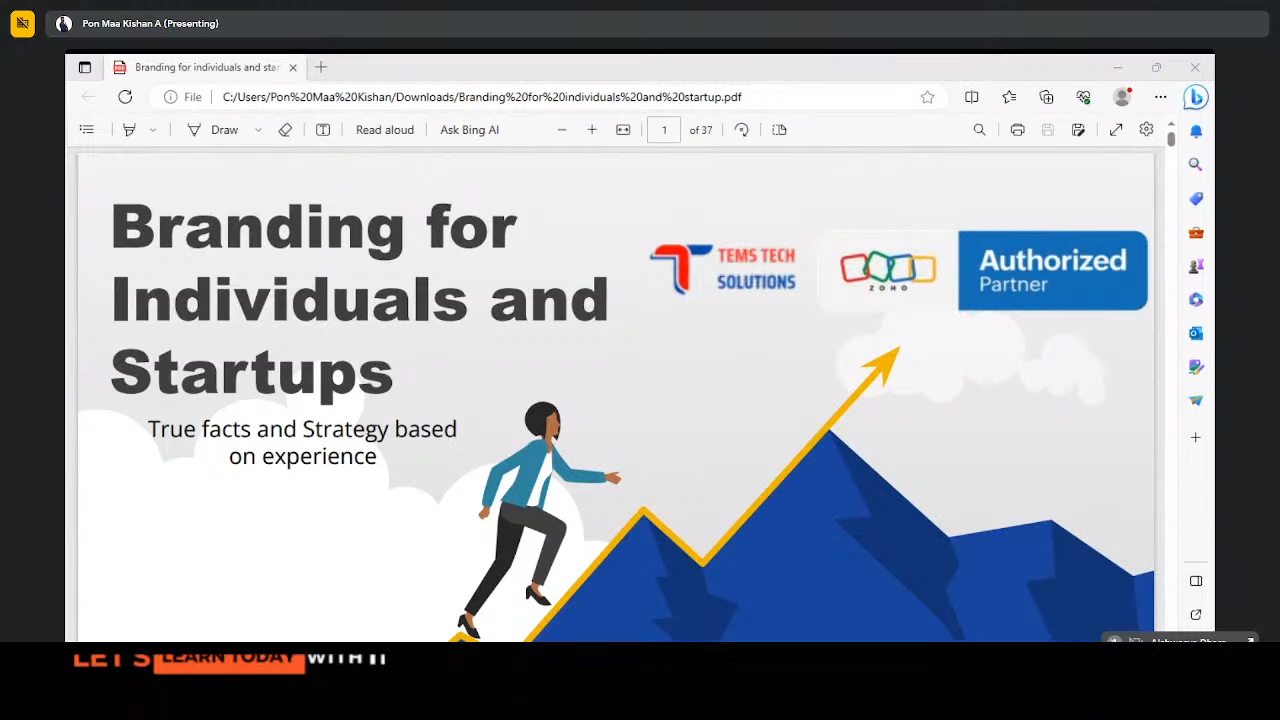 Pon Maa Kishan A (Presenting)
Branding for individuals and star
File
C:/Users/Pon%20Maa%20Kishan/Downloads/Branding%20for%20individuals%20and%20startup.pdf
Draw
Read aloud
Ask Bing AI
1
of 37
Branding for
Individuals and
Startups
True facts and Strategy based
on experience
TEMS TECH
SOLUTIONS
ZOHO
Authorized
Partner
LET'S LEARN TODAY WITH